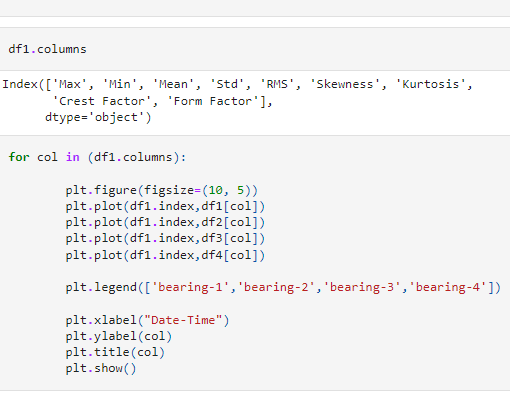 df1.columns
Index(['Max', 'Min', 'Mean', 'Std', 'RMS', 'Skewness', 'Kurtosis',
       'Crest Factor', 'Form Factor'],
      dtype='object')
for col in (df1.columns):
        plt.figure(figsize=(10, 5))
        plt.plot(df1.index,df1[col])
        plt.plot(df1.index,df2[col])
        plt.plot(df1.index,df3[col])
        plt.plot(df1.index,df4[col])
        plt.legend(['bearing-1','bearing-2','bearing-3','bearing-4'])
        plt.xlabel("Date-Time")
        plt.ylabel(col)
        plt.title(col)
        plt.show()